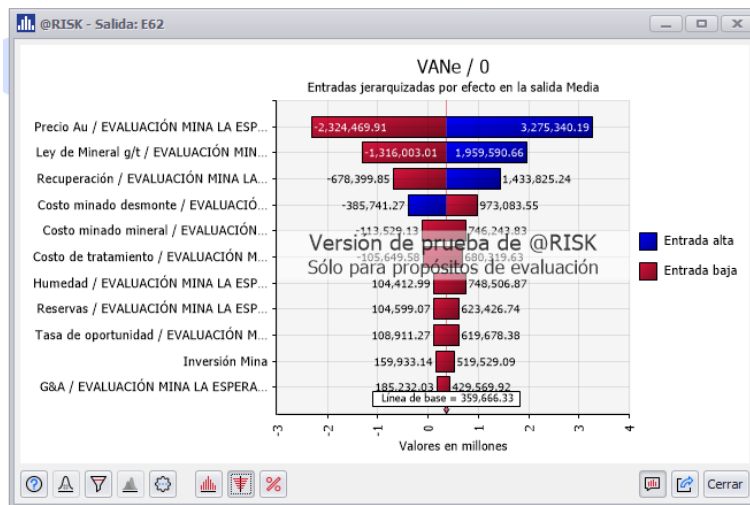 @RISK - Salida: E62
VANe / 0
Entradas jerarquizadas por efecto en la salida Media
Precio Au / EVALUACIÓN MINA LA ESP... -2,324,469.91 3,275,340.19
Ley de Mineral g/t / EVALUACIÓN MIN... -1,316,003.01 1,959,590.66
Recuperación / EVALUACIÓN MINA LA... -678,399.85 1,433,825.24
Costo minado desmonte / EVALUACIÓ... -385,741.27 973,083.55
Costo minado mineral / EVALUACIÓN... -113,529.13 746,243.83
Versión de prueba de @RISK
Costo de tratamiento / EVALUACIÓN M... -105,649.58 680,319.63
Sólo para propósitos de evaluación
Humedad / EVALUACIÓN MINA LA ESP... 104,412.99 748,506.87
Reservas / EVALUACIÓN MINA LA ESP... 104,599.07 623,426.74
Tasa de oportunidad / EVALUACIÓN M... 108,911.27 619,678.38
Inversión Mina 159,933.14 519,529.09
G&A / EVALUACIÓN MINA LA ESPERA... 185,232.03 429,569.92
Línea de base = 359,666.33
Entrada alta
Entrada baja
-3 -2 -1 0 1 2 3 4
Valores en millones
Cerrar